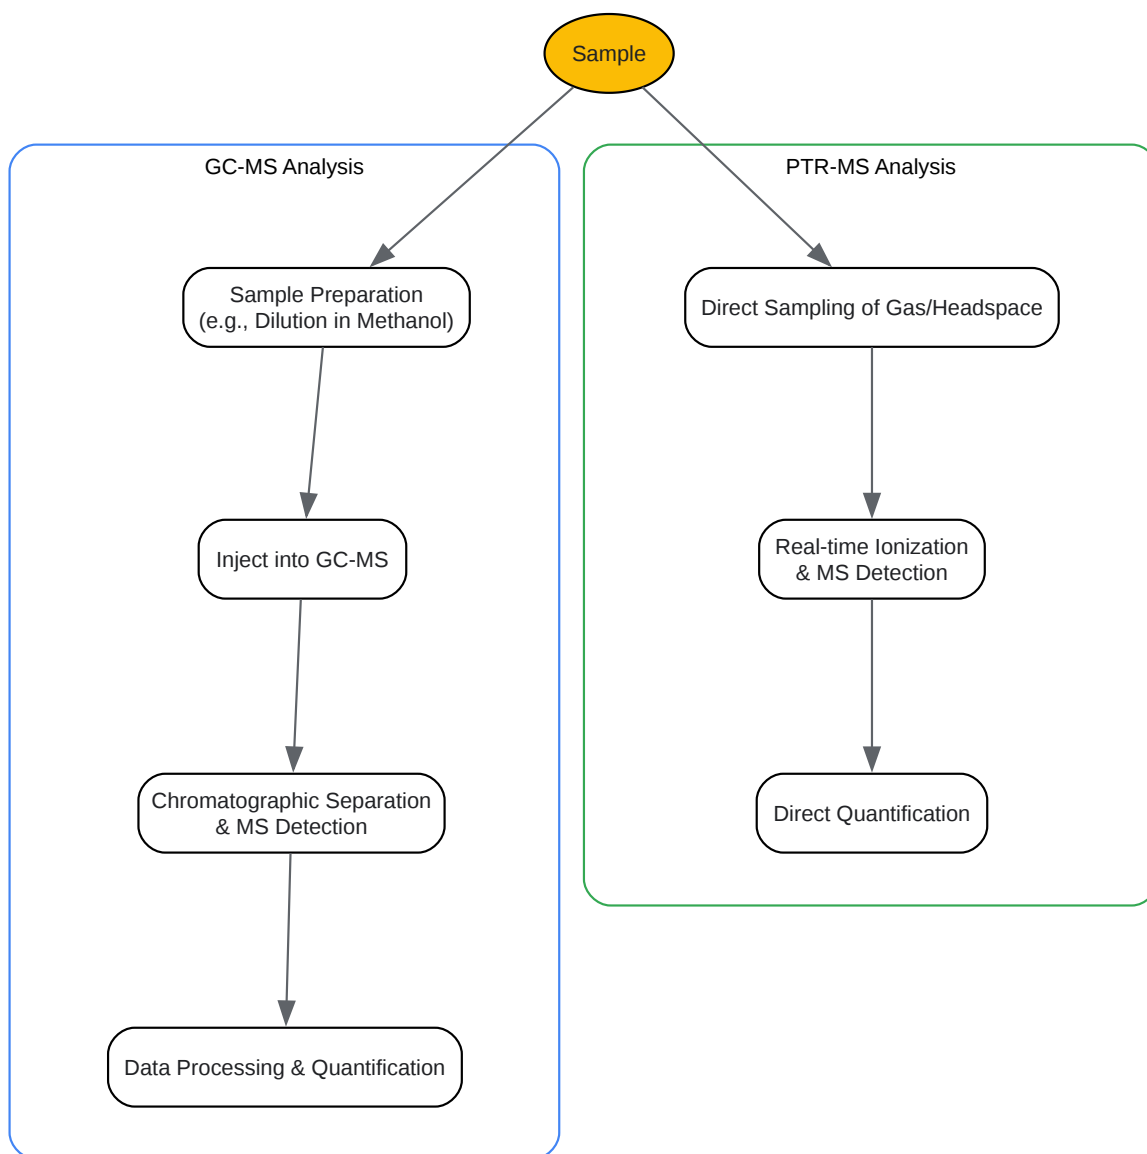 Sample
GC-MS Analysis
Sample Preparation
(e.g., Dilution in Methanol)
Inject into GC-MS
Chromatographic Separation
& MS Detection
Data Processing & Quantification
PTR-MS Analysis
Direct Sampling of Gas/Headspace
Real-time Ionization
& MS Detection
Direct Quantification